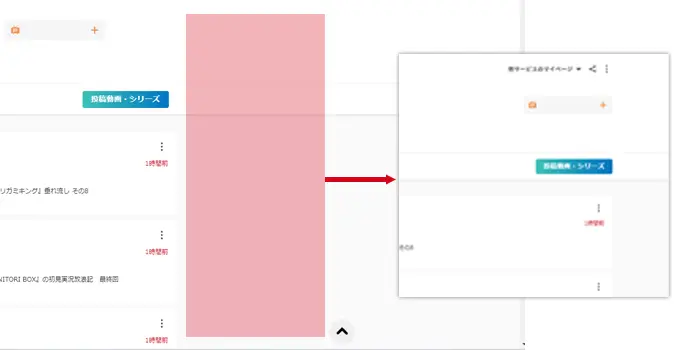 投稿動画・シリーズ
1時間前
リガミキング』垂れ流し その8
1時間前
NITORI BOX』の初見実況放表記　最終回
1時間前
他サービスのマイページ
投稿動画・シリーズ
1時間前
その8